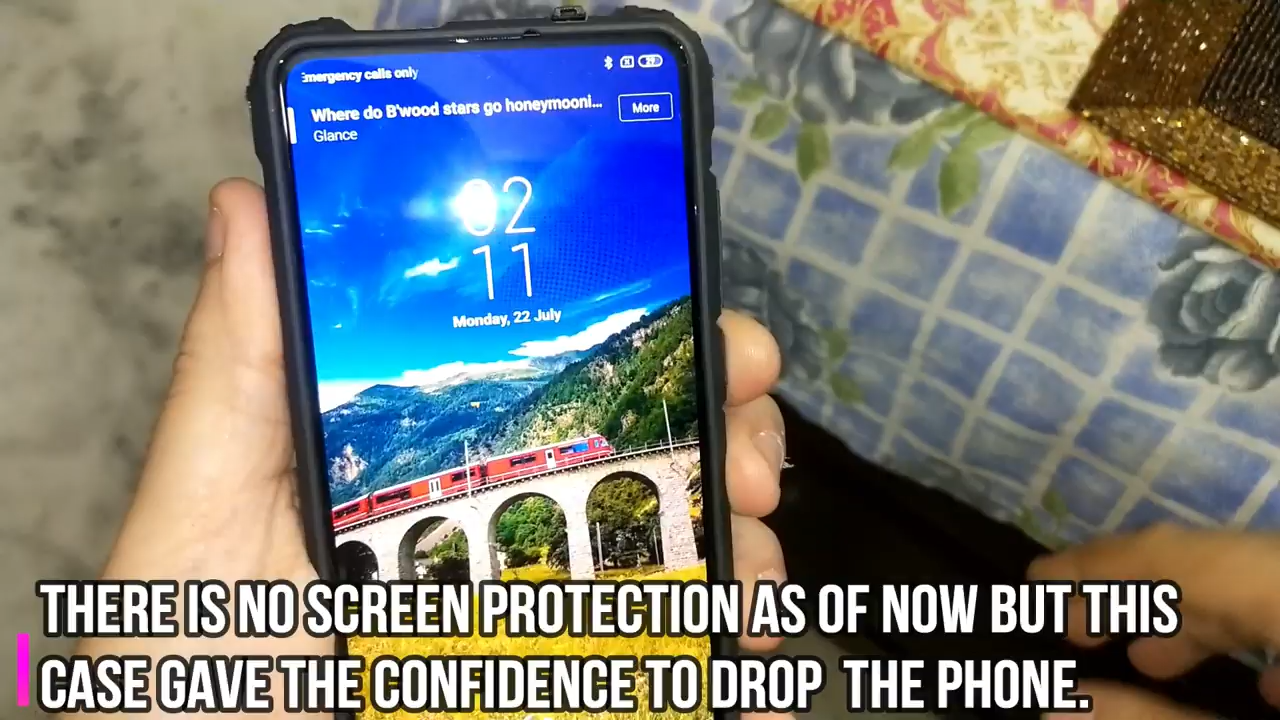 Emergency calls only
29
Where do B'wood stars go honeymooni...
More
Glance
02
11
Monday, 22 July
THERE IS NO SCREEN PROTECTION AS OF NOW BUT THIS
CASE GAVE THE CONFIDENCE TO DROP THE PHONE.